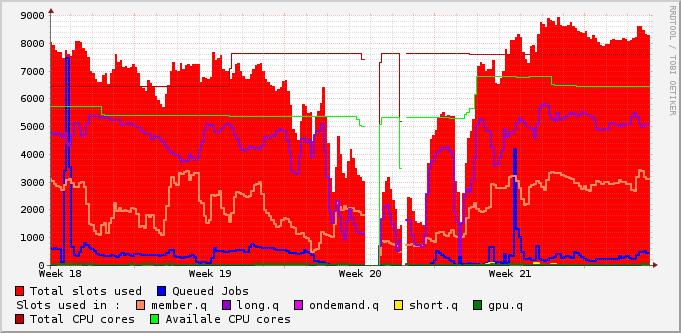 9000
8000
7000
6000
5000
4000
3000
2000
1000
0
Week 18 Week 19 Week 20 Week 21
RRDTOOL / TOBI OETIKER
Total slots used Queued Jobs
Slots used in : member.q long.q ondemand.q short.q gpu.q
Total CPU cores Availale CPU cores